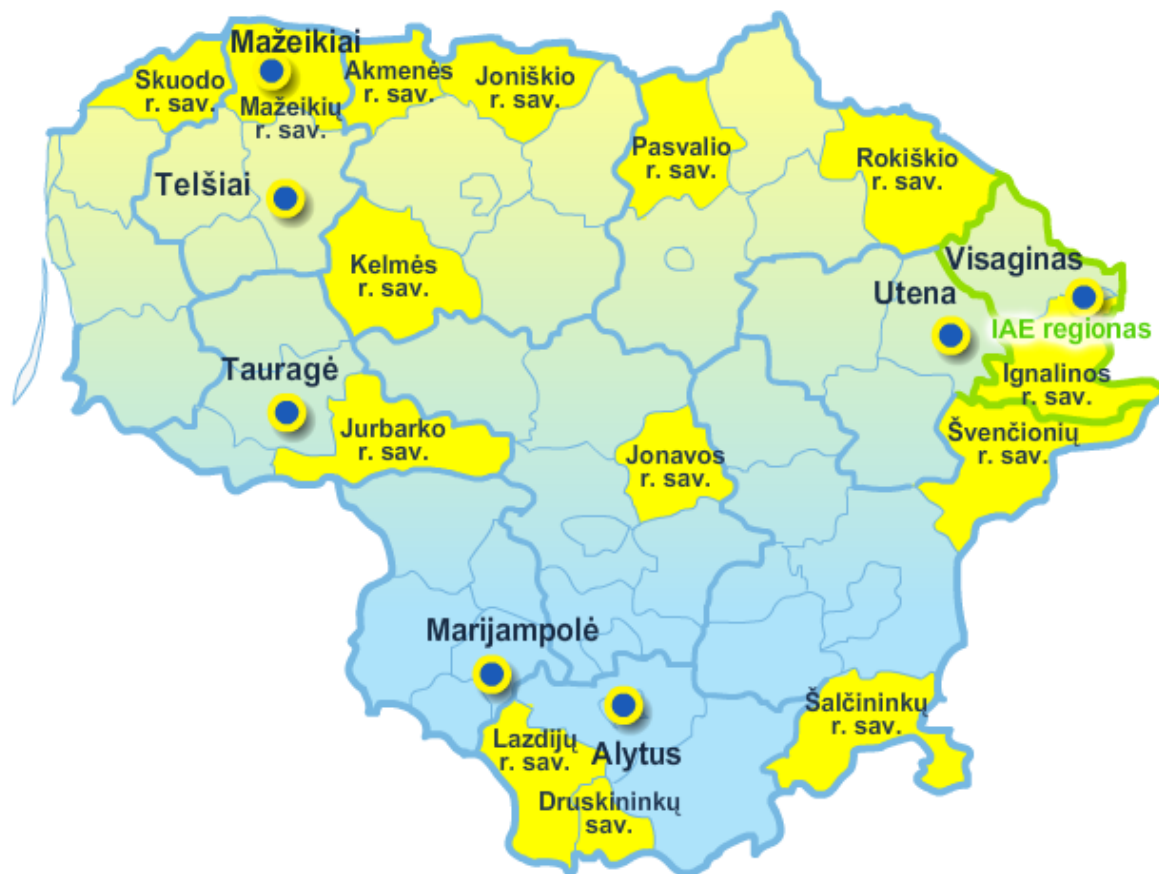 Mažeikiai
Skuodo
r. sav.
Mažeikių
r. sav.
Akmenės
r. sav.
Joniškio
r. sav.
Pasvalio
r. sav.
Rokiškio
r. sav.
Telšiai
Kelmės
r. sav.
Visaginas
Utena
IAE regionas
Ignalinos
r. sav.
Tauragė
Jurbarko
r. sav.
Jonavos
r. sav.
Švenčionių
r. sav.
Marijampolė
Šalčininkų
r. sav.
Lazdijų
r. sav.
Alytus
Druskininkų
sav.